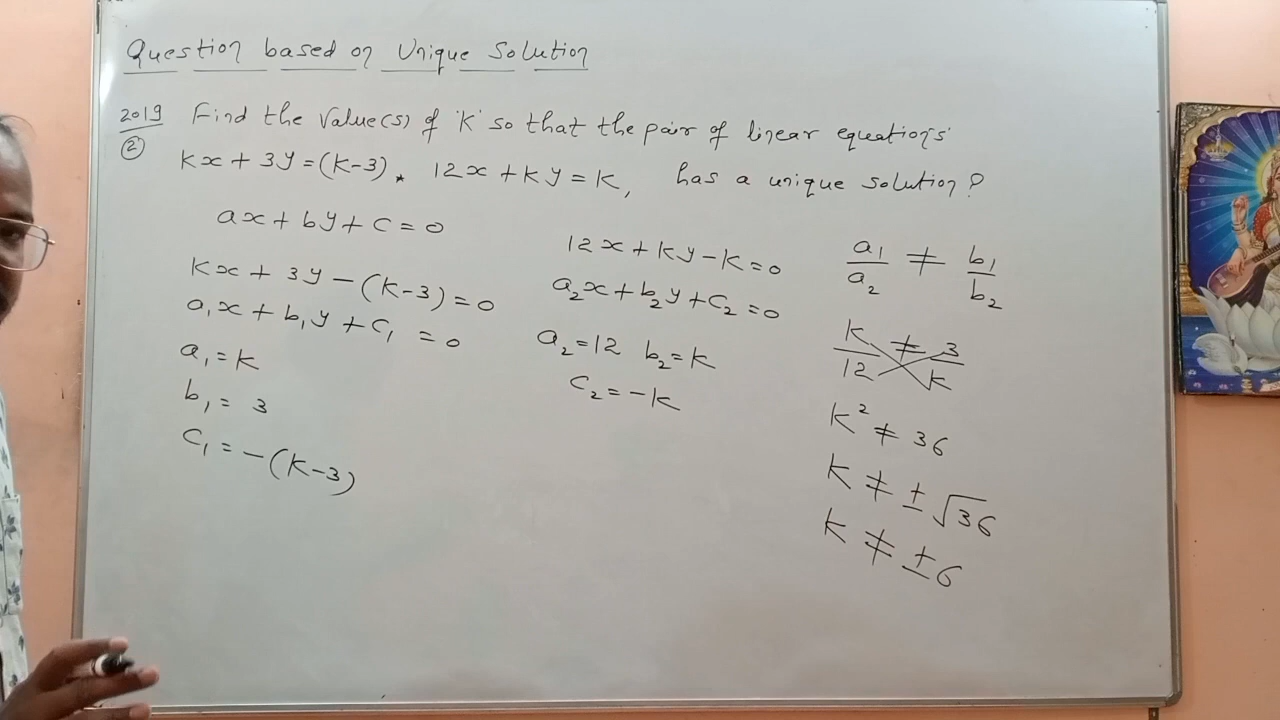 Question based on Unique Solution
2019 Find the value(s) of 'K' so that the pair of linear equations
② Kx + 3y = (K-3) * 12x + Ky = K, has a unique solution?
ax + by + c = 0
Kx + 3y - (K-3) = 0
a₁x + b₁y + c₁ = 0
a₁ = K
b₁ = 3
c₁ = -(K-3)
12x + Ky - K = 0
a₂x + b₂y + c₂ = 0
a₂ = 12 b₂ = K
c₂ = -K
a₁/a₂ ≠ b₁/b₂
K/12 ≠ 3/K
K² ≠ 36
K ≠ ± √36
K ≠ ± 6